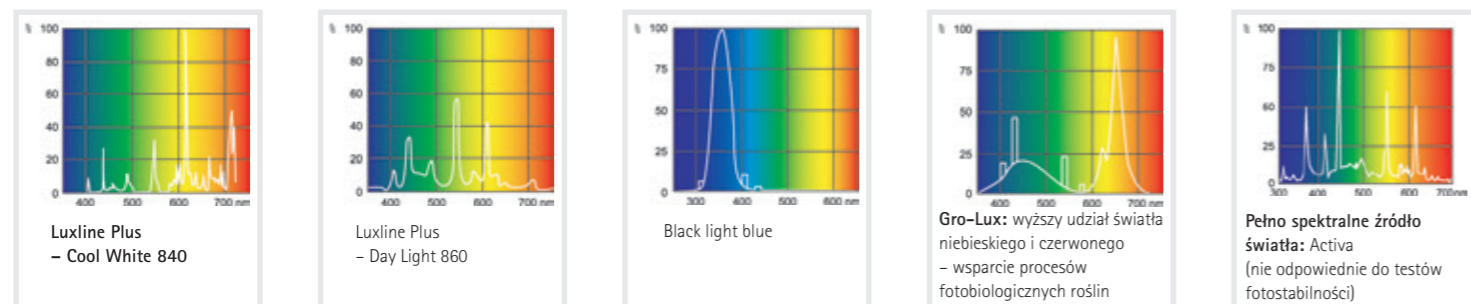 %
100
80
60
40
20
0
400 500 600 700 nm
Luxline Plus
– Cool White 840
%
100
80
60
40
20
0
400 500 600 700 nm
Luxline Plus
– Day Light 860
%
100
75
50
25
0
300 400 500 600 nm
Black light blue
%
100
75
50
25
0
400 500 600 700 nm
Gro-Lux: wyższy udział światła
niebieskiego i czerwonego
– wsparcie procesów
fotobiologicznych roślin
%
100
75
50
25
0
300 400 500 600 700 nm
Pełno spektralne źródło
światła: Activa
(nie odpowiednie do testów
fotostabilności)